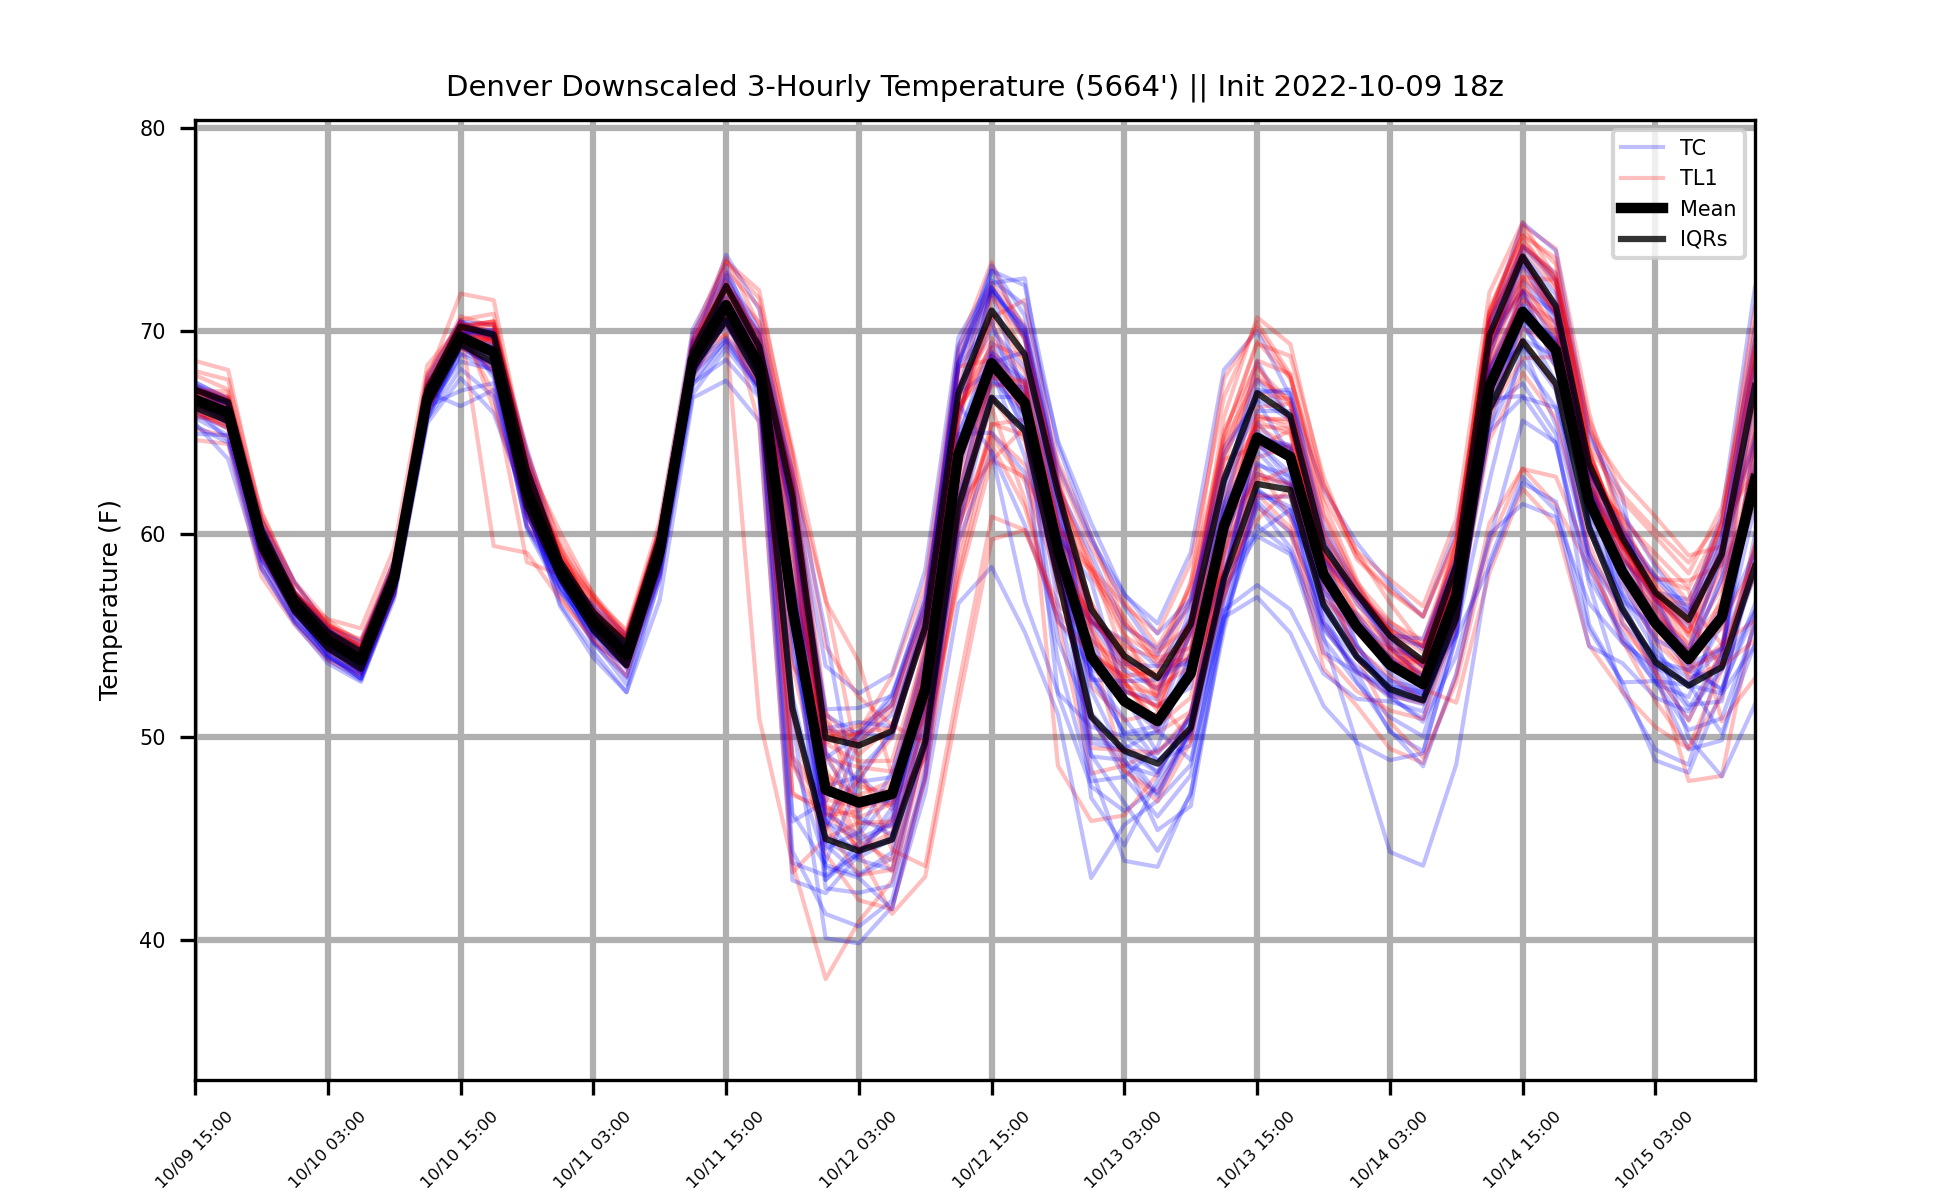 Denver Downscaled 3-Hourly Temperature (5664') || Init 2022-10-09 18z
TC
TL1
Mean
IQRs
Temperature (F)
80
70
60
50
40
10/09 15:00
10/10 03:00
10/10 15:00
10/11 03:00
10/11 15:00
10/12 03:00
10/12 15:00
10/13 03:00
10/13 15:00
10/14 03:00
10/14 15:00
10/15 03:00